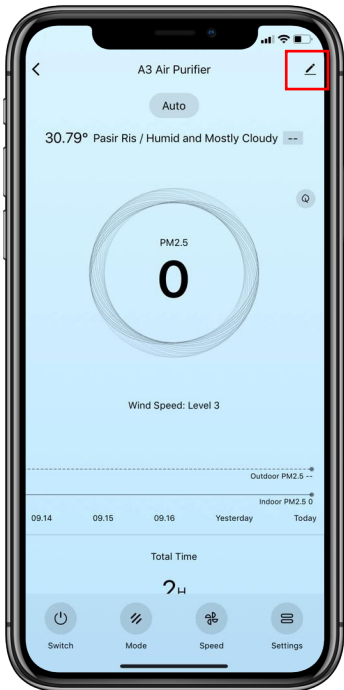 A3 Air Purifier
Auto
30.79° Pasir Ris / Humid and Mostly Cloudy --
PM2.5
0
Wind Speed: Level 3
Outdoor PM2.5 --
Indoor PM2.5 0
09.14 09.15 09.16 Yesterday Today
Total Time
2H
Switch Mode Speed Settings